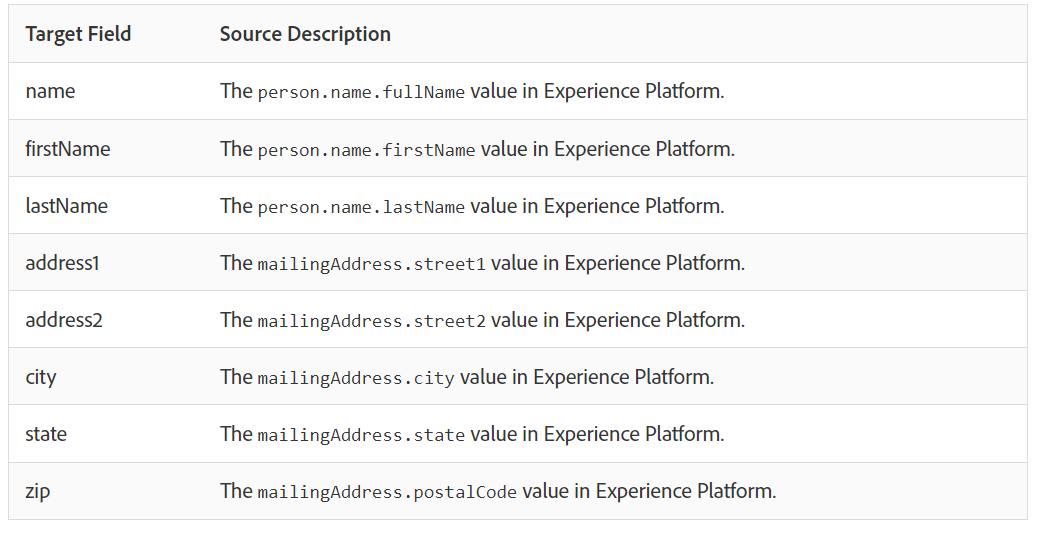 Target Field Source Description
name The person.name.fullName value in Experience Platform.
firstName The person.name.firstName value in Experience Platform.
lastName The person.name.lastName value in Experience Platform.
address1 The mailingAddress.street1 value in Experience Platform.
address2 The mailingAddress.street2 value in Experience Platform.
city The mailingAddress.city value in Experience Platform.
state The mailingAddress.state value in Experience Platform.
zip The mailingAddress.postalCode value in Experience Platform.